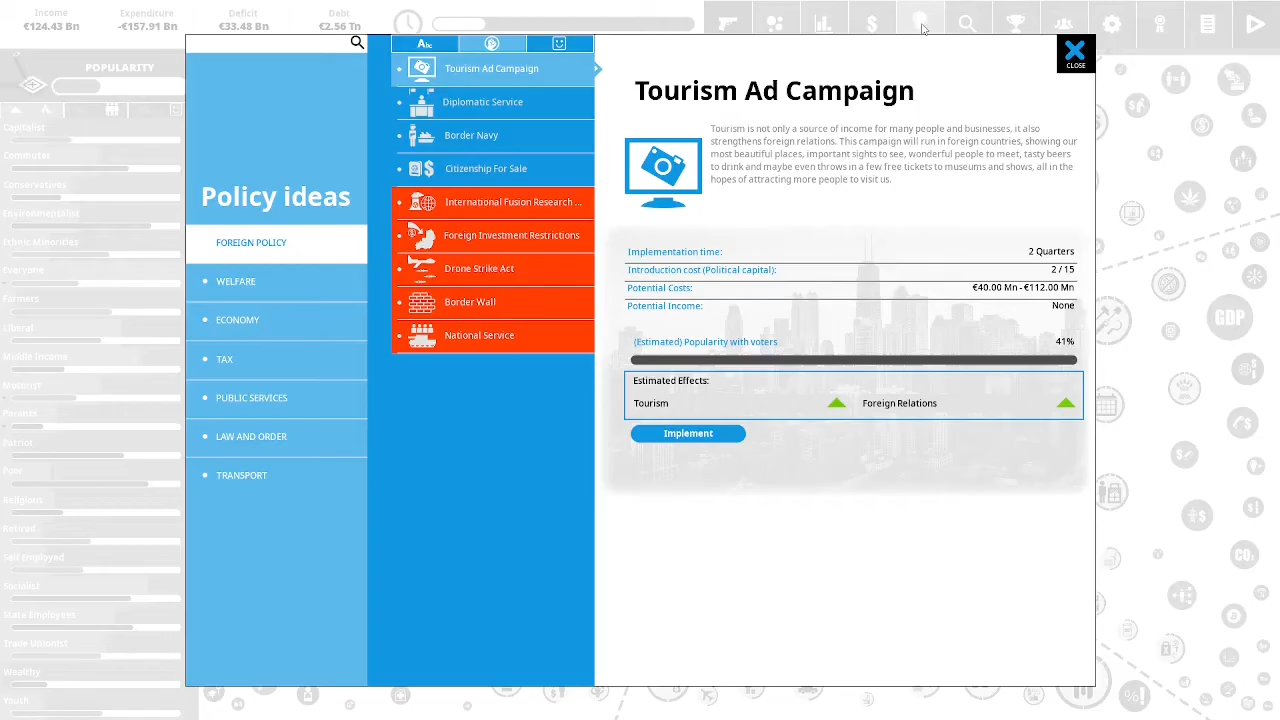 Income
Expenditure
Deficit
Debt
€124.43 Bn
-€157.91 Bn
€33.48 Bn
€2.56 Tn
POPULARITY
Capitalist
Commuter
Conservatives
Environmentalist
Ethnic Minorities
Everyone
Farmers
Liberal
Middle Income
Motorist
Parents
Patriot
Poor
Religious
Retired
Self Employed
Socialist
State Employees
Trade Unionist
Wealthy
Youth
Policy ideas
FOREIGN POLICY
WELFARE
ECONOMY
TAX
PUBLIC SERVICES
LAW AND ORDER
TRANSPORT
Abc
Tourism Ad Campaign
Diplomatic Service
Border Navy
Citizenship For Sale
International Fusion Research ...
Foreign Investment Restrictions
Drone Strike Act
Border Wall
National Service
CLOSE
Tourism Ad Campaign
Tourism is not only a source of income for many people and businesses, it also
strengthens foreign relations. This campaign will run in foreign countries, showing our
most beautiful places, important sights to see, wonderful people to meet, tasty beers
to drink and maybe even throws in a few free tickets to museums and shows, all in the
hopes of attracting more people to visit us.
Implementation time: 2 Quarters
Introduction cost (Political capital): 2 / 15
Potential Costs: €40.00 Mn - €112.00 Mn
Potential Income: None
(Estimated) Popularity with voters 41%
Estimated Effects:
Tourism
Foreign Relations
Implement
GDP
CO₂